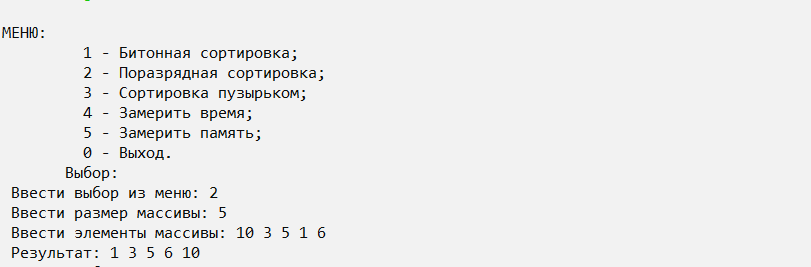 МЕНЮ:
1 - Битонная сортировка;
2 - Поразрядная сортировка;
3 - Сортировка пузырьком;
4 - Замерить время;
5 - Замерить память;
0 - Выход.
Выбор:
Ввести выбор из меню: 2
Ввести размер массивы: 5
Ввести элементы массивы: 10 3 5 1 6
Результат: 1 3 5 6 10